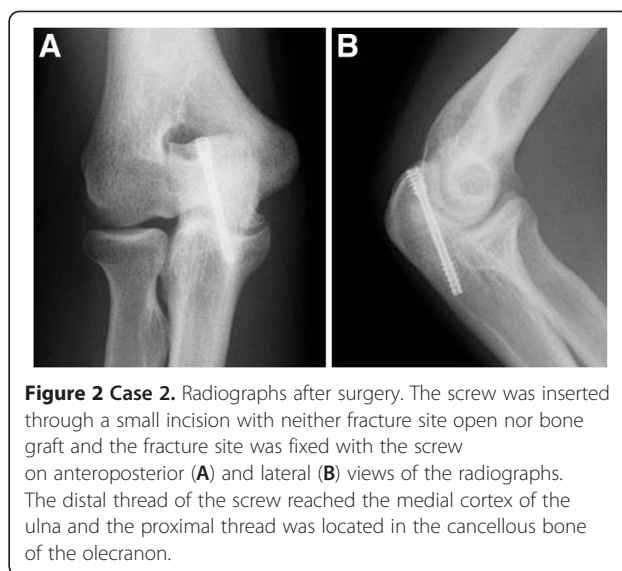 A B
Figure 2 Case 2. Radiographs after surgery. The screw was inserted
through a small incision with neither fracture site open nor bone
graft and the fracture site was fixed with the screw
on anteroposterior (A) and lateral (B) views of the radiographs.
The distal thread of the screw reached the medial cortex of the
ulna and the proximal thread was located in the cancellous bone
of the olecranon.